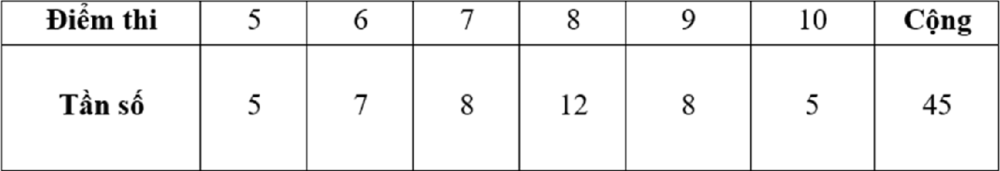 Điểm thi 5 6 7 8 9 10 Cộng
Tần số 5 7 8 12 8 5 45